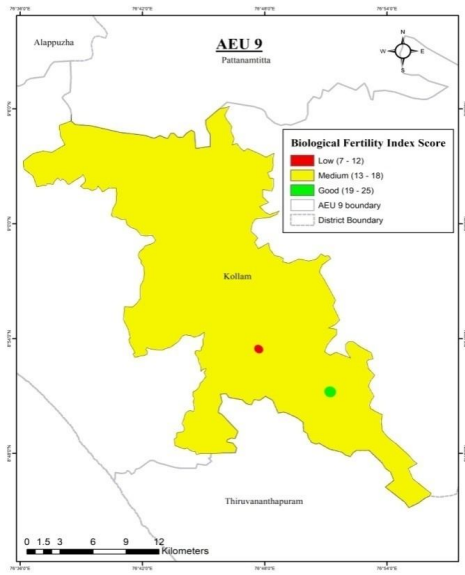 Alappuzha
AEU 9
Pattanamtitta
N
W E
S
Biological Fertility Index Score
Low (7 - 12)
Medium (13 - 18)
Good (19 - 25)
AEU 9 boundary
District Boundary
Kollam
Thiruvananthapuram
0 1.5 3 6 9 12
Kilometers